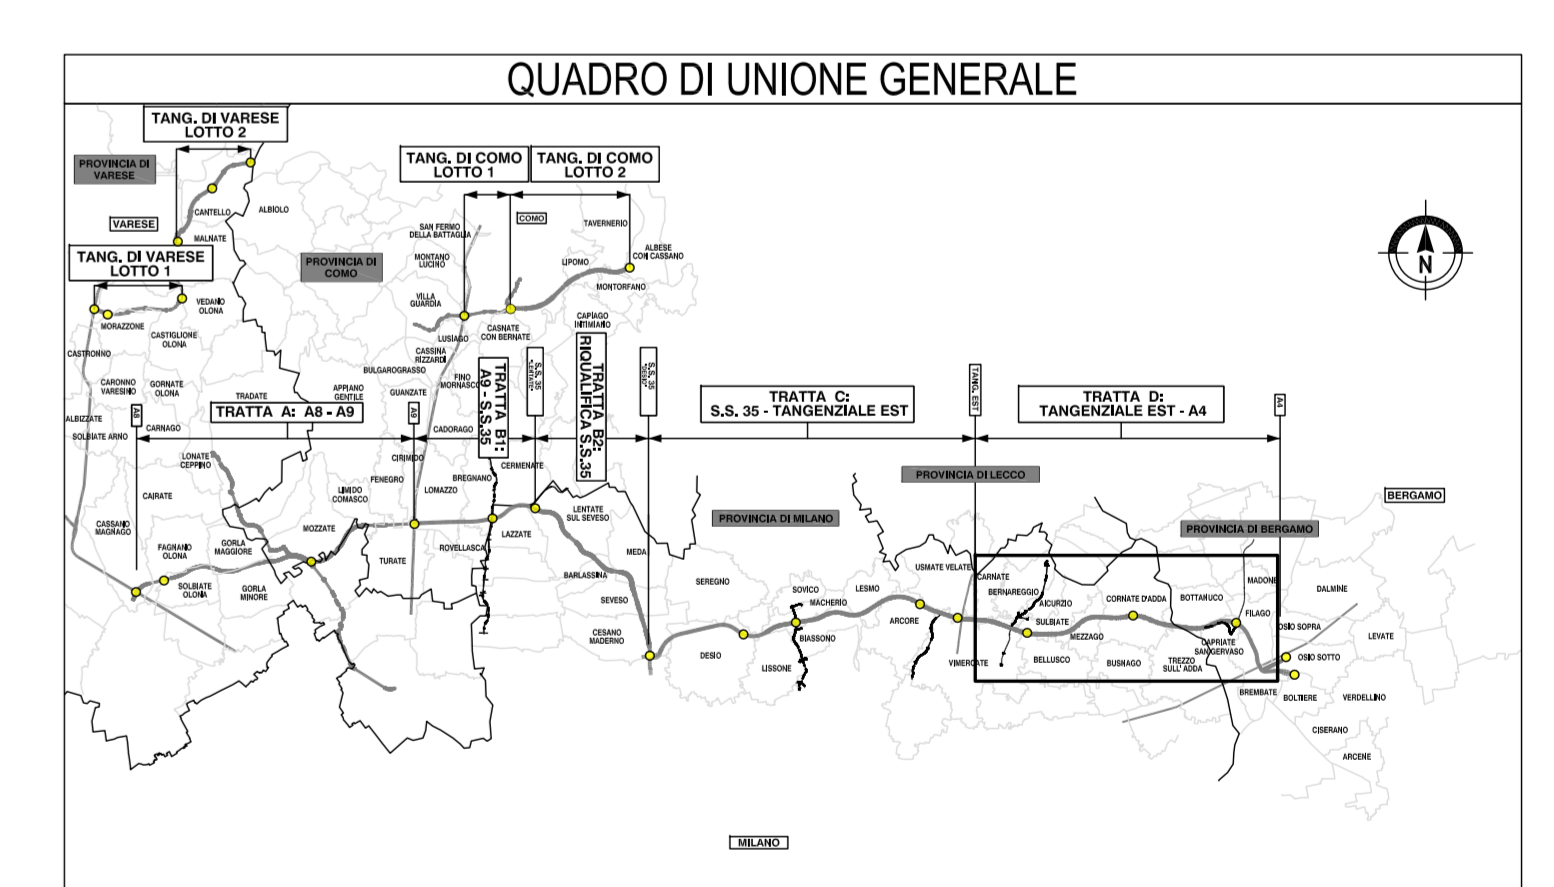 QUADRO DI UNIONE GENERALE
TANG. DI VARESE
LOTTO 2
PROVINCIA DI
VARESE
TANG. DI COMO
LOTTO 1
TANG. DI COMO
LOTTO 2
CANTELLO
ALBIOLO
VARESE
MALNATE
COMO
TAVERNERIO
SAN FERMO
DELLA BATTAGLIA
TANG. DI VARESE
LOTTO 1
PROVINCIA DI
COMO
MONTANO
LUCINO
LIPOMO
ALBESE
CON CASSANO
MONTORFANO
VILLA
GUARDIA
VEDANO
OLONA
MORAZZONE
CASTIGLIONE
OLONA
LUSIAGO
CASNATE
CON BERNATE
CAPIAGO
INTIMIANO
CASTRONNO
CASSINA
RIZZARDI
BULGAROGRASSO
FINO
MORNASCO
CARONNO
VARESINO
GORNATE
OLONA
TRADATE
APPIANO
GENTILE
GUANZATE
TRATTA B1:
A9 - S.S.35
S.S. 35
TRATTA B2:
RIQUALIFICA S.S.35
S.S. 35
"DESIO"
TANG. EST
A4
TRATTA C:
S.S. 35 - TANGENZIALE EST
TRATTA D:
TANGENZIALE EST - A4
ALBIZZATE
A8
TRATTA A: A8 - A9
A9
CARNAGO
SOLBIATE ARNO
CADORAGO
LONATE
CEPPINO
CIRIMIDO
CERMENATE
FENEGRO
BREGNANO
LIMIDO
COMASCO
LOMAZZO
PROVINCIA DI LECCO
BERGAMO
CAIRATE
CASSANO
MAGNAGO
MOZZATE
LENTATE
SUL SEVESO
PROVINCIA DI MILANO
PROVINCIA DI BERGAMO
LAZZATE
FAGNANO
OLONA
GORLA
MAGGIORE
ROVELLASCA
TURATE
MEDA
BARLASSINA
SEREGNO
USMATE VELATE
CARNATE
MADONE
DALMINE
SOLBIATE
OLONA
GORLA
MINORE
SEVESO
SOVICO
MACHERIO
LESMO
BERNAREGGIO
AICURZIO
CORNATE D'ADDA
BOTTANUCO
FILAGO
CESANO
MADERNO
BIASSONO
ARCORE
SULBIATE
MEZZAGO
OSIO SOPRA
LEVATE
CAPRIATE
SAN GERVASO
DESIO
LISSONE
VIMERCATE
BELLUSCO
BUSNAGO
TREZZO
SULL' ADDA
OSIO SOTTO
BREMBATE
BOLTIERE
VERDELLINO
CISERANO
ARCENE
MILANO
N